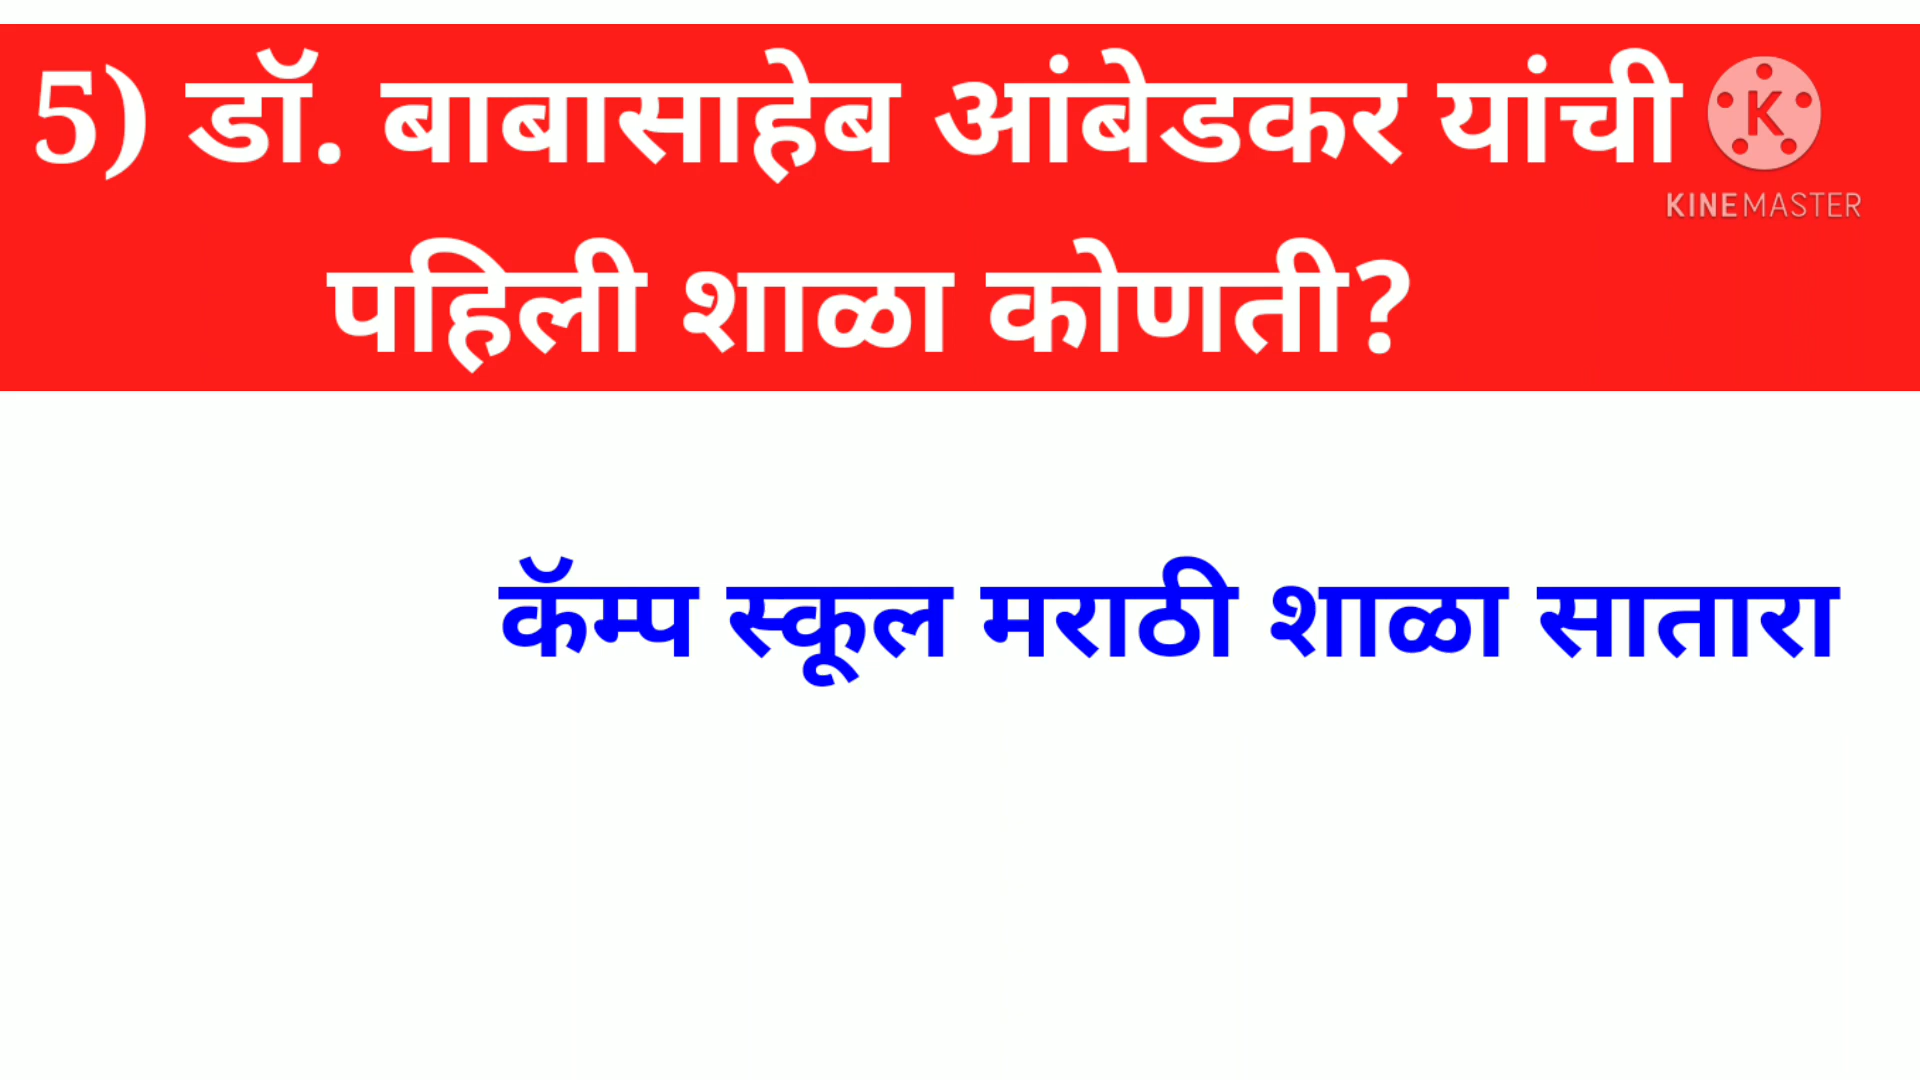 5) डॉ. बाबासाहेब आंबेडकर यांची
पहिली शाळा कोणती?
K
KINEMASTER
कॅम्प स्कूल मराठी शाळा सातारा